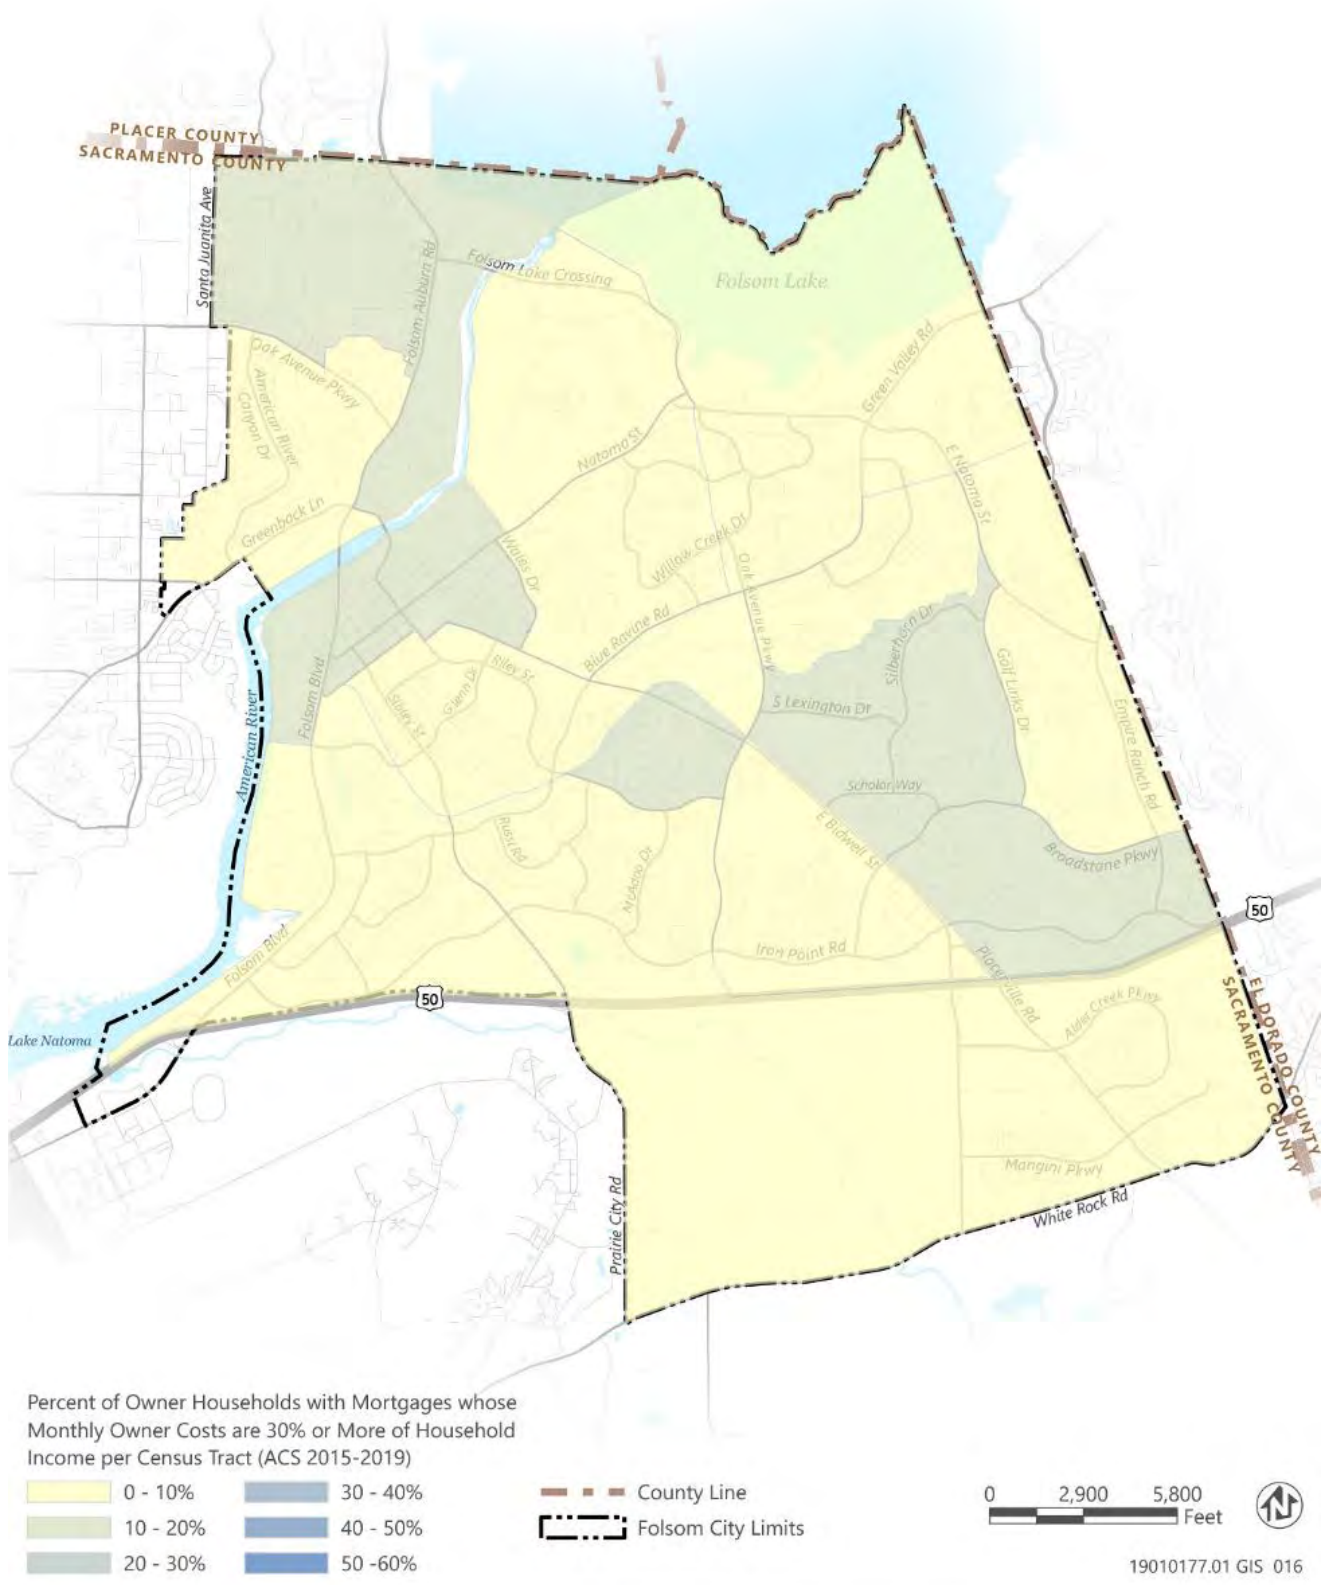 PLACER COUNTY
SACRAMENTO COUNTY
Santa Juanita Ave
Folsom Auburn Rd
Folsom Lake Crossing
Folsom Lake
Oak Avenue Pkwy
American River
Canyon Dr
Green Valley Rd
Natoma St
E Natoma St
Greenback Ln
Willow Creek Dr
Wales Dr
Oak Avenue Pkwy
Blue Ravine Rd
Silberhorn Dr
Golf Links Dr
Riley St
Glenn Dr
Sibley St
Folsom Blvd
American River
S Lexington Dr
Empire Ranch Rd
Scholar Way
E Bidwell St
Broadstone Pkwy
Russi Rd
McAdoo Dr
50
Iron Point Rd
Folsom Blvd
Placerville Rd
50
Alder Creek Pkwy
Lake Natoma
EL DORADO COUNTY
SACRAMENTO COUNTY
Mangini Pkwy
White Rock Rd
Prairie City Rd
Percent of Owner Households with Mortgages whose
Monthly Owner Costs are 30% or More of Household
Income per Census Tract (ACS 2015-2019)
0 - 10%
10 - 20%
20 - 30%
30 - 40%
40 - 50%
50 -60%
County Line
Folsom City Limits
0 2,900 5,800
Feet
N
19010177.01 GIS 016